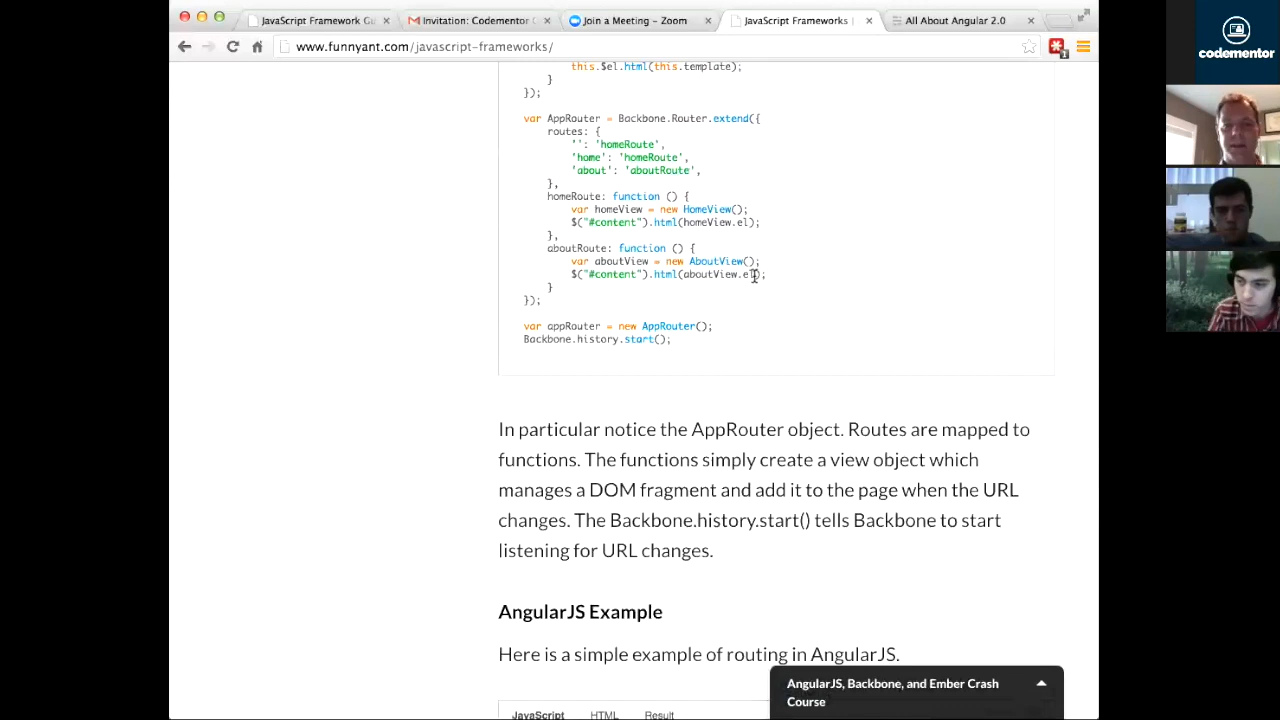 JavaScript Framework Gu
Invitation: Codementor
Join a Meeting - Zoom
JavaScript Frameworks |
All About Angular 2.0
www.funnyant.com/javascript-frameworks/
codementor
this.$el.html(this.template);
}
});
var AppRouter = Backbone.Router.extend({
routes: {
'': 'homeRoute',
'home': 'homeRoute',
'about': 'aboutRoute',
},
homeRoute: function () {
var homeView = new HomeView();
$("#content").html(homeView.el);
},
aboutRoute: function () {
var aboutView = new AboutView();
$("#content").html(aboutView.el);
}
});
var appRouter = new AppRouter();
Backbone.history.start();
In particular notice the AppRouter object. Routes are mapped to
functions. The functions simply create a view object which
manages a DOM fragment and add it to the page when the URL
changes. The Backbone.history.start() tells Backbone to start
listening for URL changes.
AngularJS Example
Here is a simple example of routing in AngularJS.
AngularJS, Backbone, and Ember Crash
Course
JavaScript HTML Result